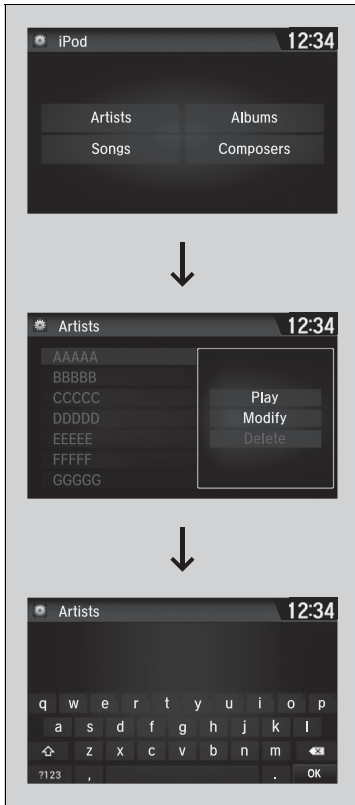 iPod 12:34
Artists Albums
Songs Composers
Artists 12:34
AAAAA
BBBBB
CCCCC Play
DDDDD Modify
EEEEE Delete
FFFFF
GGGGG
Artists 12:34
q w e r t y u i o p
a s d f g h j k l
z x c v b n m
?123 , . OK